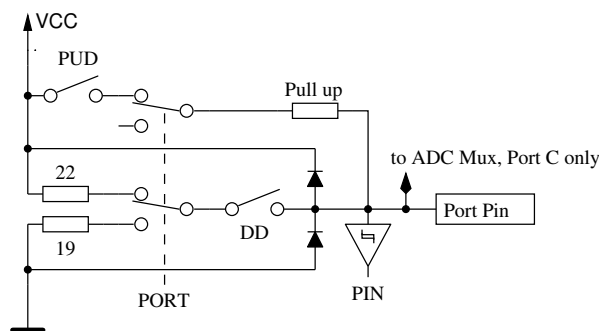 VCC
PUD
Pull up
to ADC Mux, Port C only
22
Port Pin
19
DD
PIN
PORT